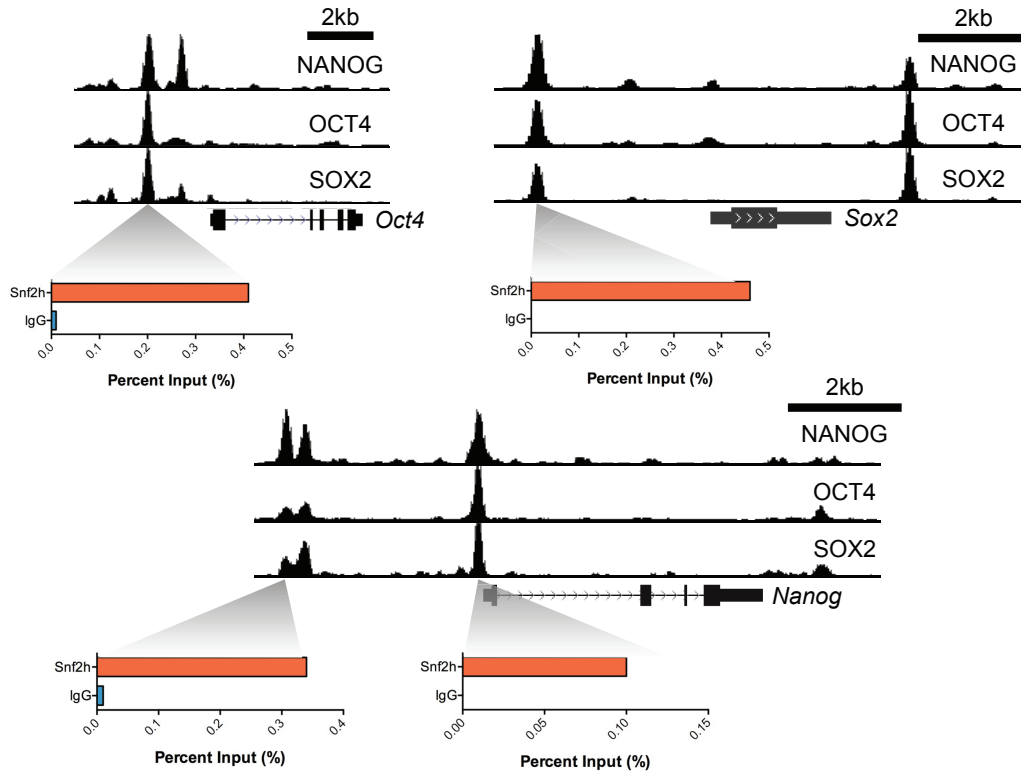 2kb
NANOG
OCT4
SOX2
Oct4
Snf2h
IgG
0.0 0.1 0.2 0.3 0.4 0.5
Percent Input (%)
2kb
NANOG
OCT4
SOX2
Sox2
Snf2h
IgG
0.0 0.1 0.2 0.3 0.4 0.5
Percent Input (%)
2kb
NANOG
OCT4
SOX2
Nanog
Snf2h
IgG
0.0 0.1 0.2 0.3 0.4
Percent Input (%)
Snf2h
IgG
0.00 0.05 0.10 0.15
Percent Input (%)